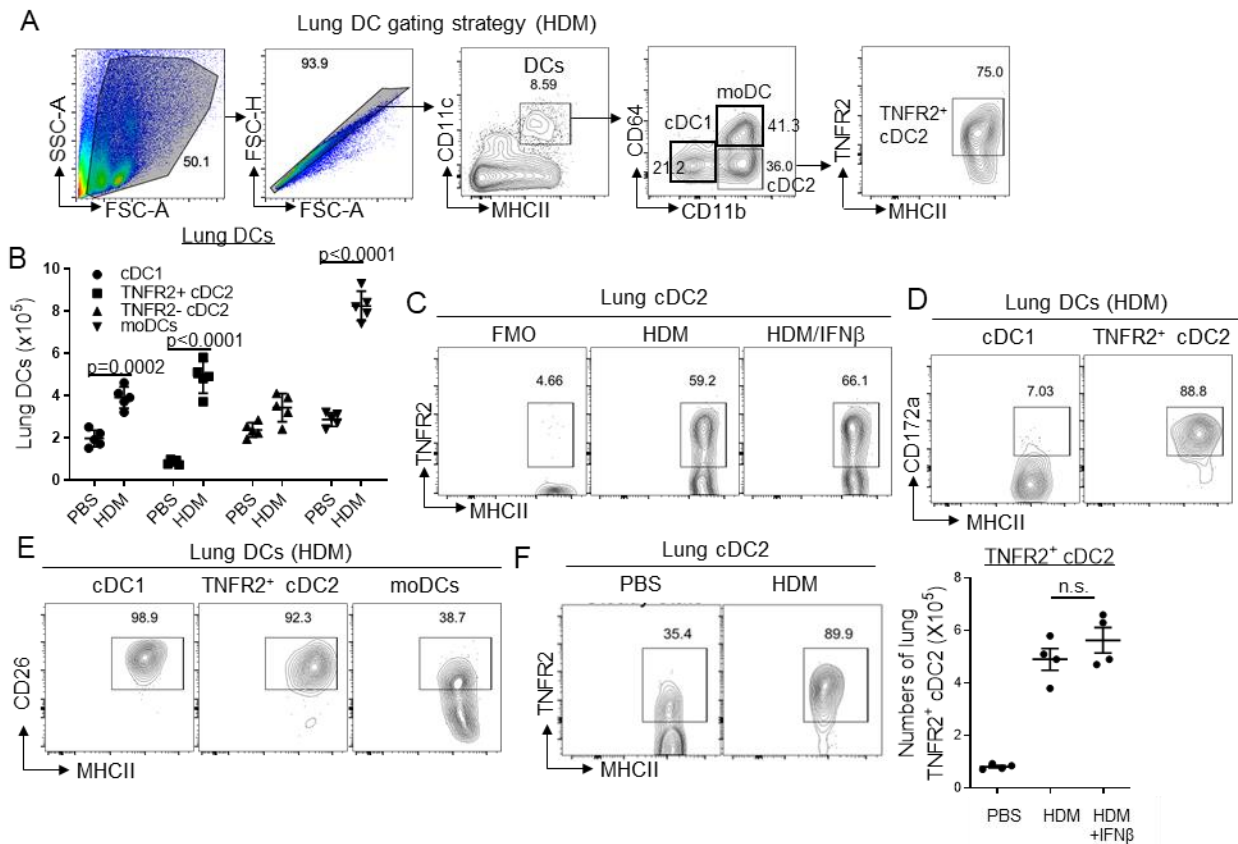 A
Lung DC gating strategy (HDM)
SSC-A
50.1
FSC-A
93.9
FSC-H
FSC-A
DCs
8.59
CD11c
MHCII
moDC
cDC1
41.3
21.2
36.0
cDC2
CD64
CD11b
75.0
TNFR2⁺
cDC2
TNFR2
MHCII
B
Lung DCs
cDC1
TNFR2+ cDC2
TNFR2- cDC2
moDCs
p=0.0002
p<0.0001
p<0.0001
Lung DCs (x10⁵)
10
8
6
4
2
0
PBS HDM PBS HDM PBS HDM PBS HDM
C
Lung cDC2
FMO HDM HDM/IFNβ
4.66 59.2 66.1
TNFR2
MHCII
D
Lung DCs (HDM)
cDC1 TNFR2⁺ cDC2
7.03 88.8
CD172a
MHCII
E
Lung DCs (HDM)
cDC1 TNFR2⁺ cDC2 moDCs
98.9 92.3 38.7
CD26
MHCII
F
Lung cDC2
PBS HDM
35.4 89.9
TNFR2
MHCII
TNFR2⁺ cDC2
n.s.
Numbers of lung
TNFR2⁺ cDC2 (X10⁵)
8
6
4
2
0
PBS HDM HDM
+IFNβ